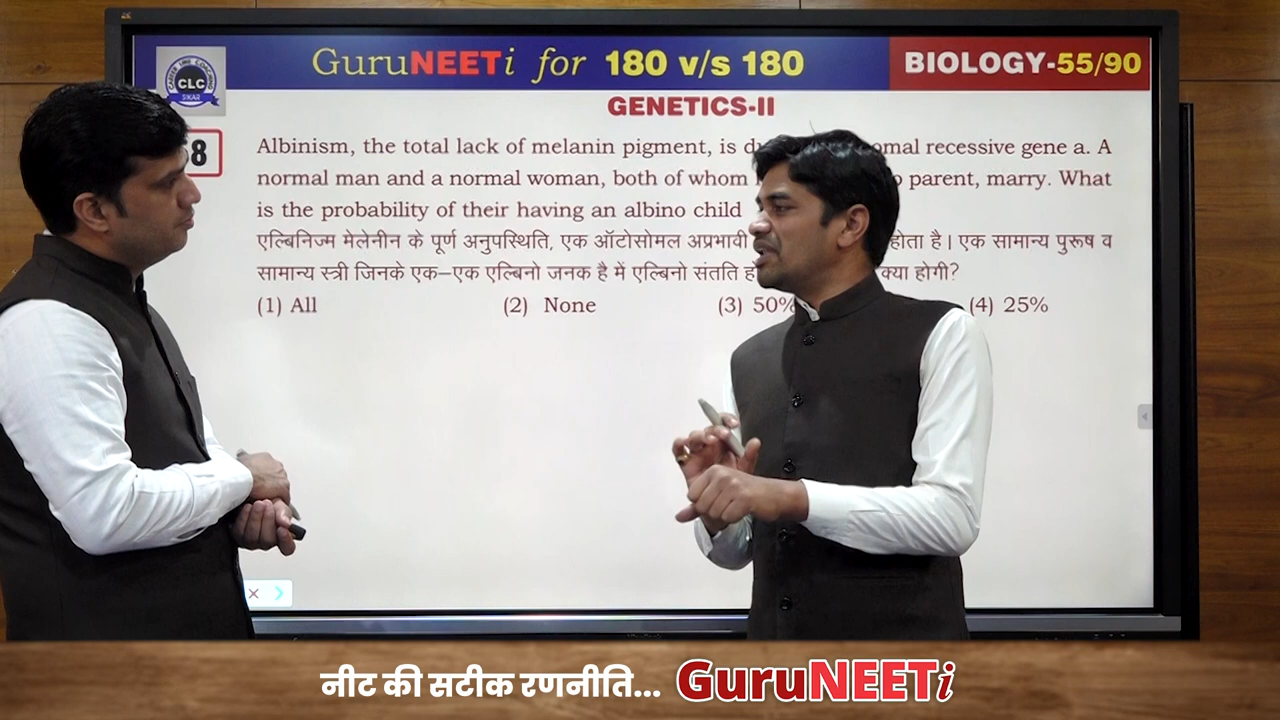 GuruNEETi for 180 v/s 180
BIOLOGY-55/90
CLC
SIKAR
GENETICS-II
8
Albinism, the total lack of melanin pigment, is recessive gene a. A
normal man and a normal woman, both of whom parent, marry. What
is the probability of their having an albino child
एल्बिनिज्म मेलेनीन के पूर्ण अनुपस्थिति, एक ऑटोसोमल अप्रभावी होता है। एक सामान्य पुरूष व
सामान्य स्त्री जिनके एक–एक एल्बिनो जनक है में एल्बिनो संतति क्या होगी?
(1) All (2) None (3) 50% (4) 25%
नीट की सटीक रणनीति... GuruNEETi